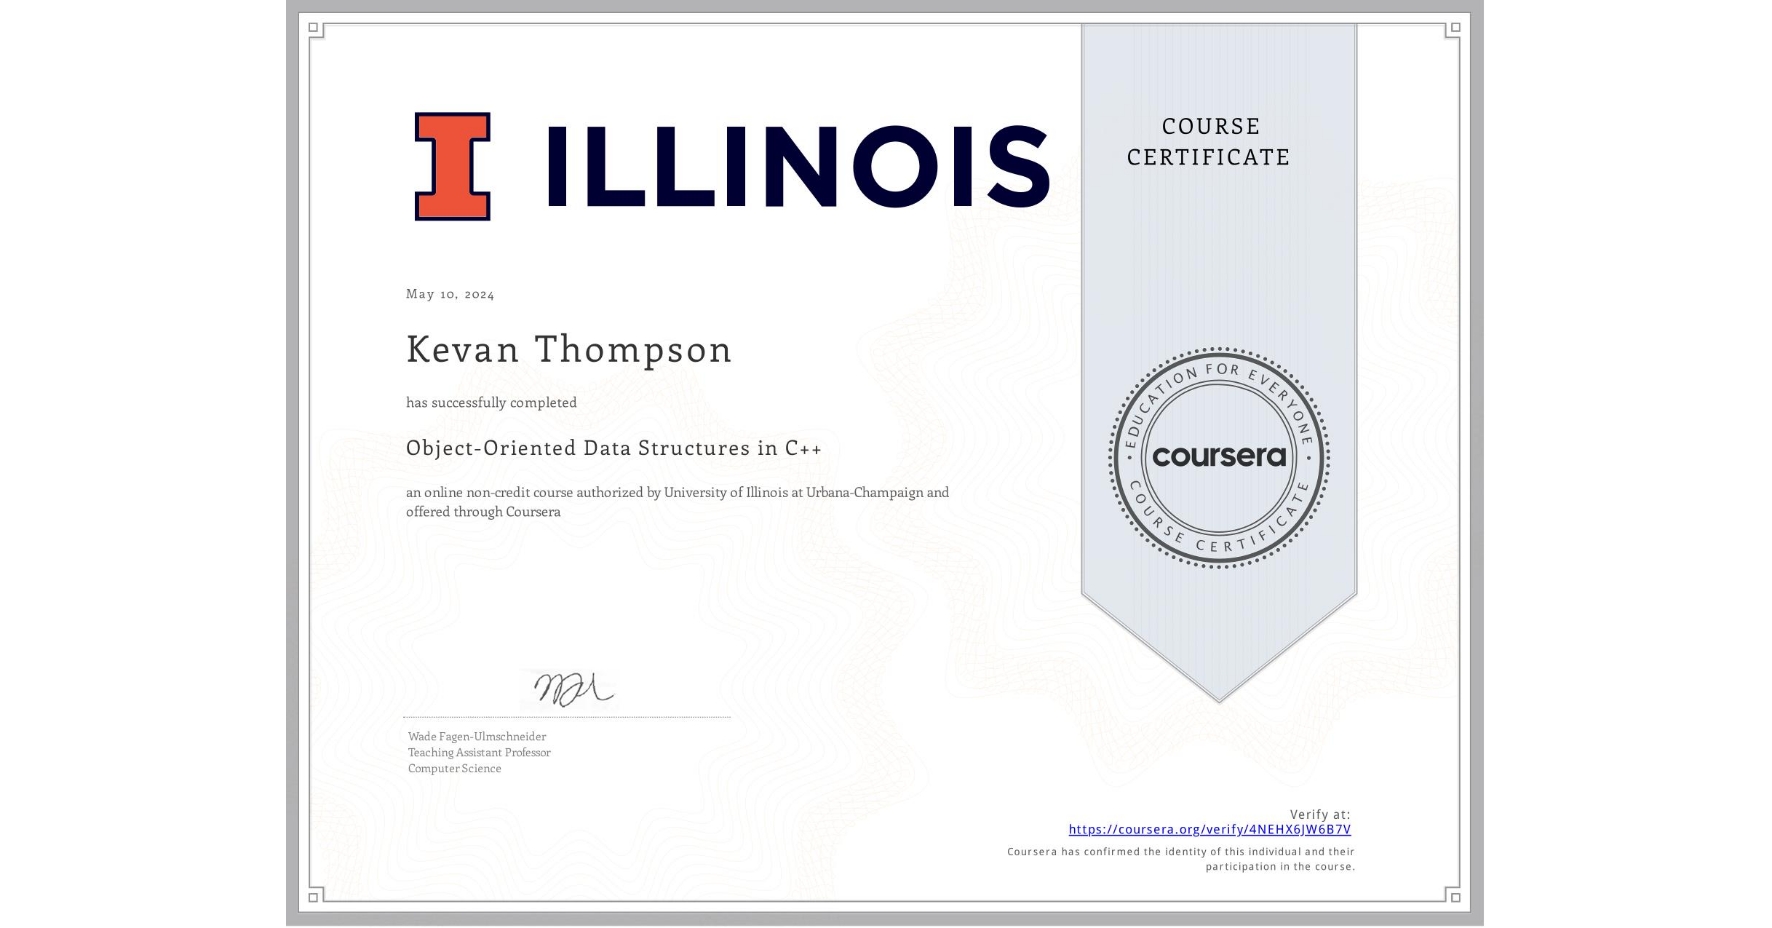 I ILLINOIS
COURSE
CERTIFICATE
May 10, 2024
Kevan Thompson
has successfully completed
Object-Oriented Data Structures in C++
an online non-credit course authorized by University of Illinois at Urbana-Champaign and
offered through Coursera
EDUCATION FOR EVERYONE
coursera
COURSE CERTIFICATE
Wade Fagen-Ulmschneider
Teaching Assistant Professor
Computer Science
Verify at:
https://coursera.org/verify/4NEHX6JW6B7V
Coursera has confirmed the identity of this individual and their
participation in the course.